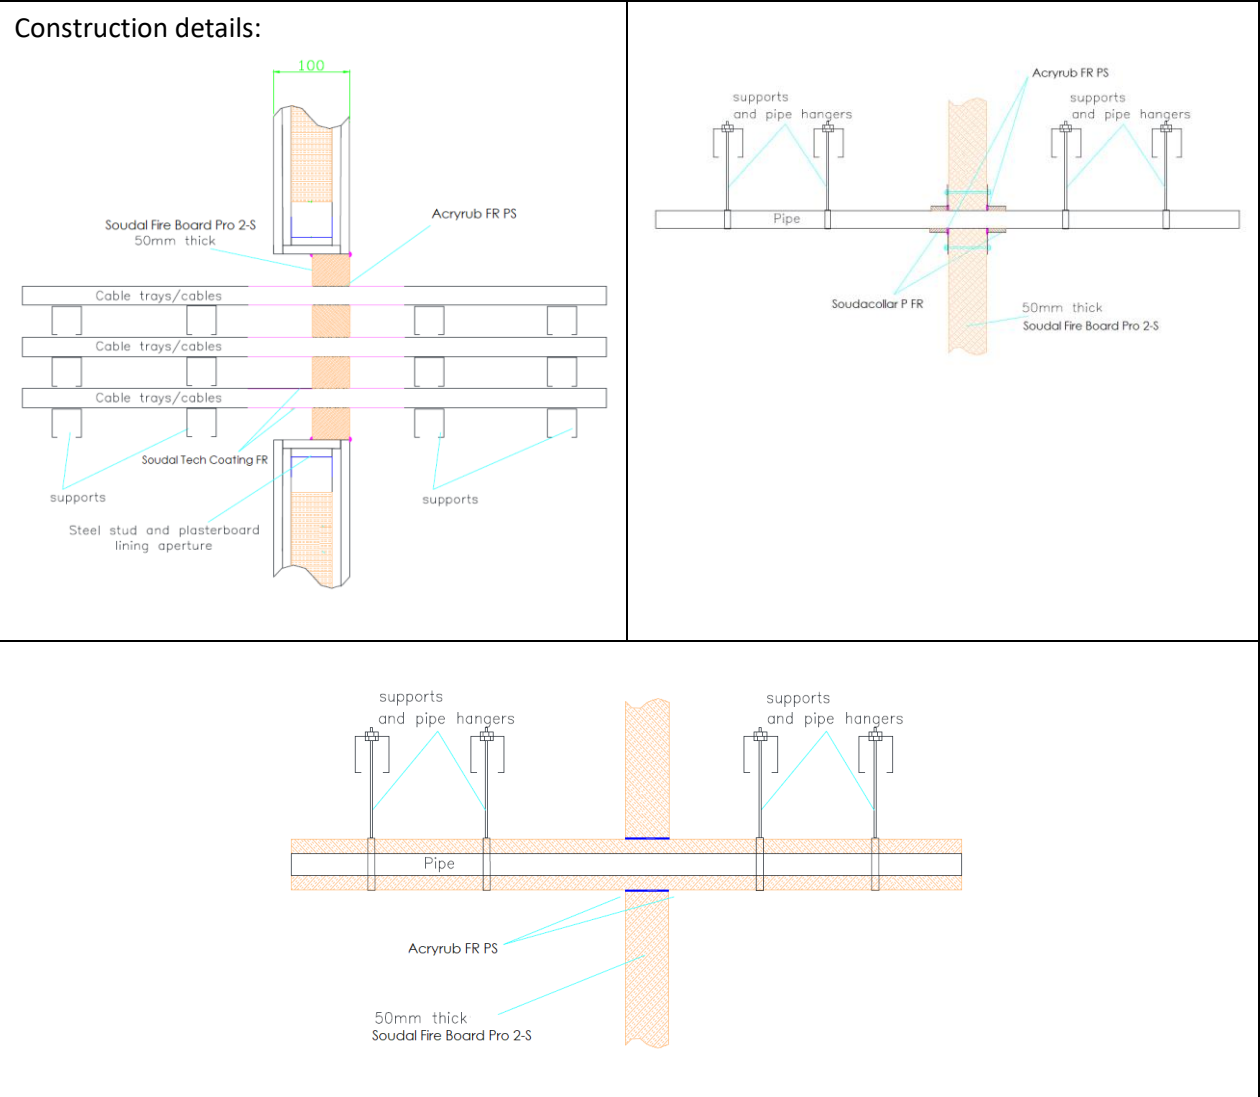 Construction details:
100
Soudal Fire Board Pro 2-S
50mm thick
Acryrub FR PS
Cable trays/cables
Cable trays/cables
Cable trays/cables
Soudal Tech Coating FR
supports
supports
Steel stud and plasterboard
lining aperture
Acryrub FR PS
supports
and pipe hangers
supports
and pipe hangers
Pipe
Soudacollar P FR
50mm thick
Soudal Fire Board Pro 2-S
supports
and pipe hangers
supports
and pipe hangers
Pipe
Acryrub FR PS
50mm thick
Soudal Fire Board Pro 2-S